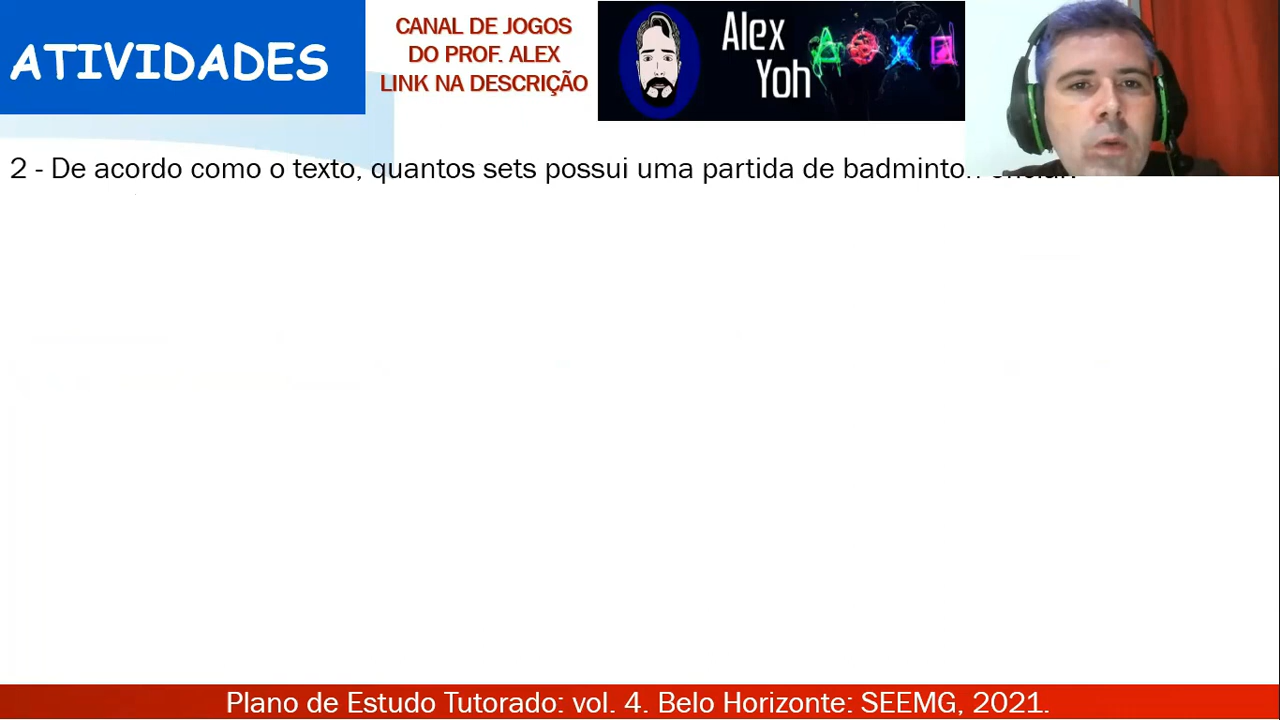 ATIVIDADES
CANAL DE JOGOS
DO PROF. ALEX
LINK NA DESCRIÇÃO
Alex
Yoh
2 - De acordo como o texto, quantos sets possui uma partida de badminton
Plano de Estudo Tutorado: vol. 4. Belo Horizonte: SEEMG, 2021.